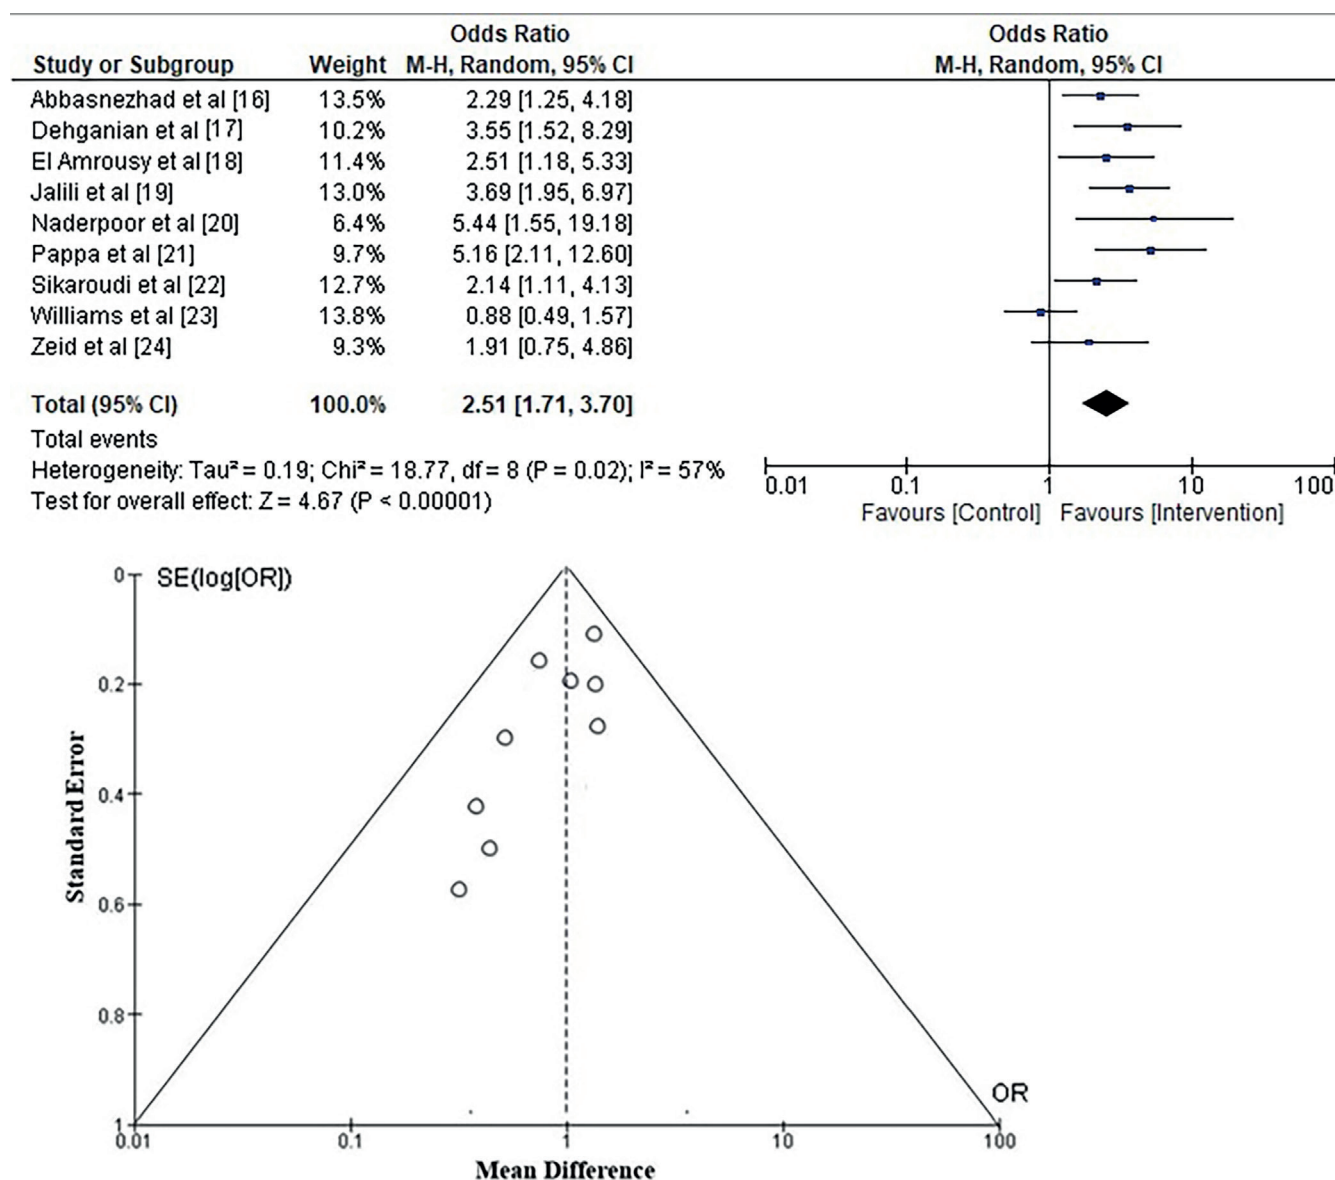 Odds Ratio Odds Ratio
Study or Subgroup Weight M-H, Random, 95% CI M-H, Random, 95% CI
Abbasnezhad et al [16] 13.5% 2.29 [1.25, 4.18]
Dehganian et al [17] 10.2% 3.55 [1.52, 8.29]
El Amrousy et al [18] 11.4% 2.51 [1.18, 5.33]
Jalili et al [19] 13.0% 3.69 [1.95, 6.97]
Naderpoor et al [20] 6.4% 5.44 [1.55, 19.18]
Pappa et al [21] 9.7% 5.16 [2.11, 12.60]
Sikaroudi et al [22] 12.7% 2.14 [1.11, 4.13]
Williams et al [23] 13.8% 0.88 [0.49, 1.57]
Zeid et al [24] 9.3% 1.91 [0.75, 4.86]
Total (95% CI) 100.0% 2.51 [1.71, 3.70]
Total events
Heterogeneity: Tau² = 0.19; Chi² = 18.77, df = 8 (P = 0.02); I² = 57%
Test for overall effect: Z = 4.67 (P < 0.00001)
0.01 0.1 1 10 100
Favours [Control] Favours [Intervention]
SE(log[OR])
0
0.2
0.4
0.6
0.8
1
Standard Error
OR
0.01 0.1 1 10 100
Mean Difference